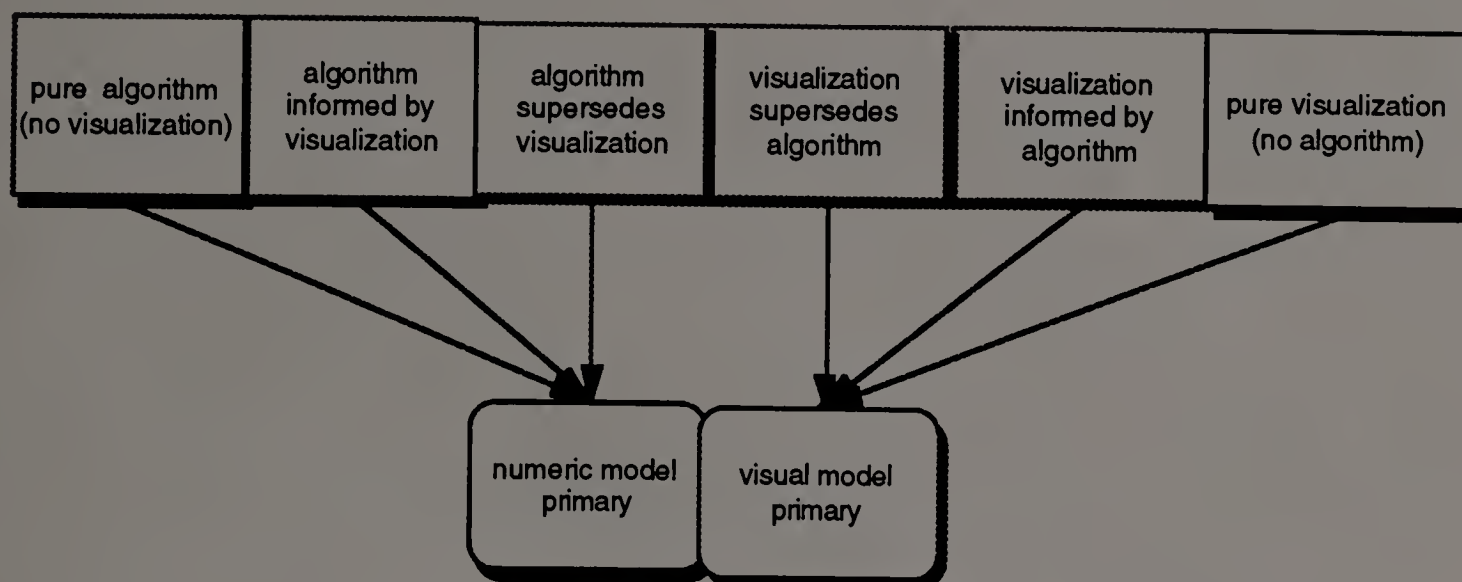 pure algorithm
(no visualization)
algorithm
informed by
visualization
algorithm
supersedes
visualization
visualization
supersedes
algorithm
visualization
informed by
algorithm
pure visualization
(no algorithm)
numeric model
primary
visual model
primary